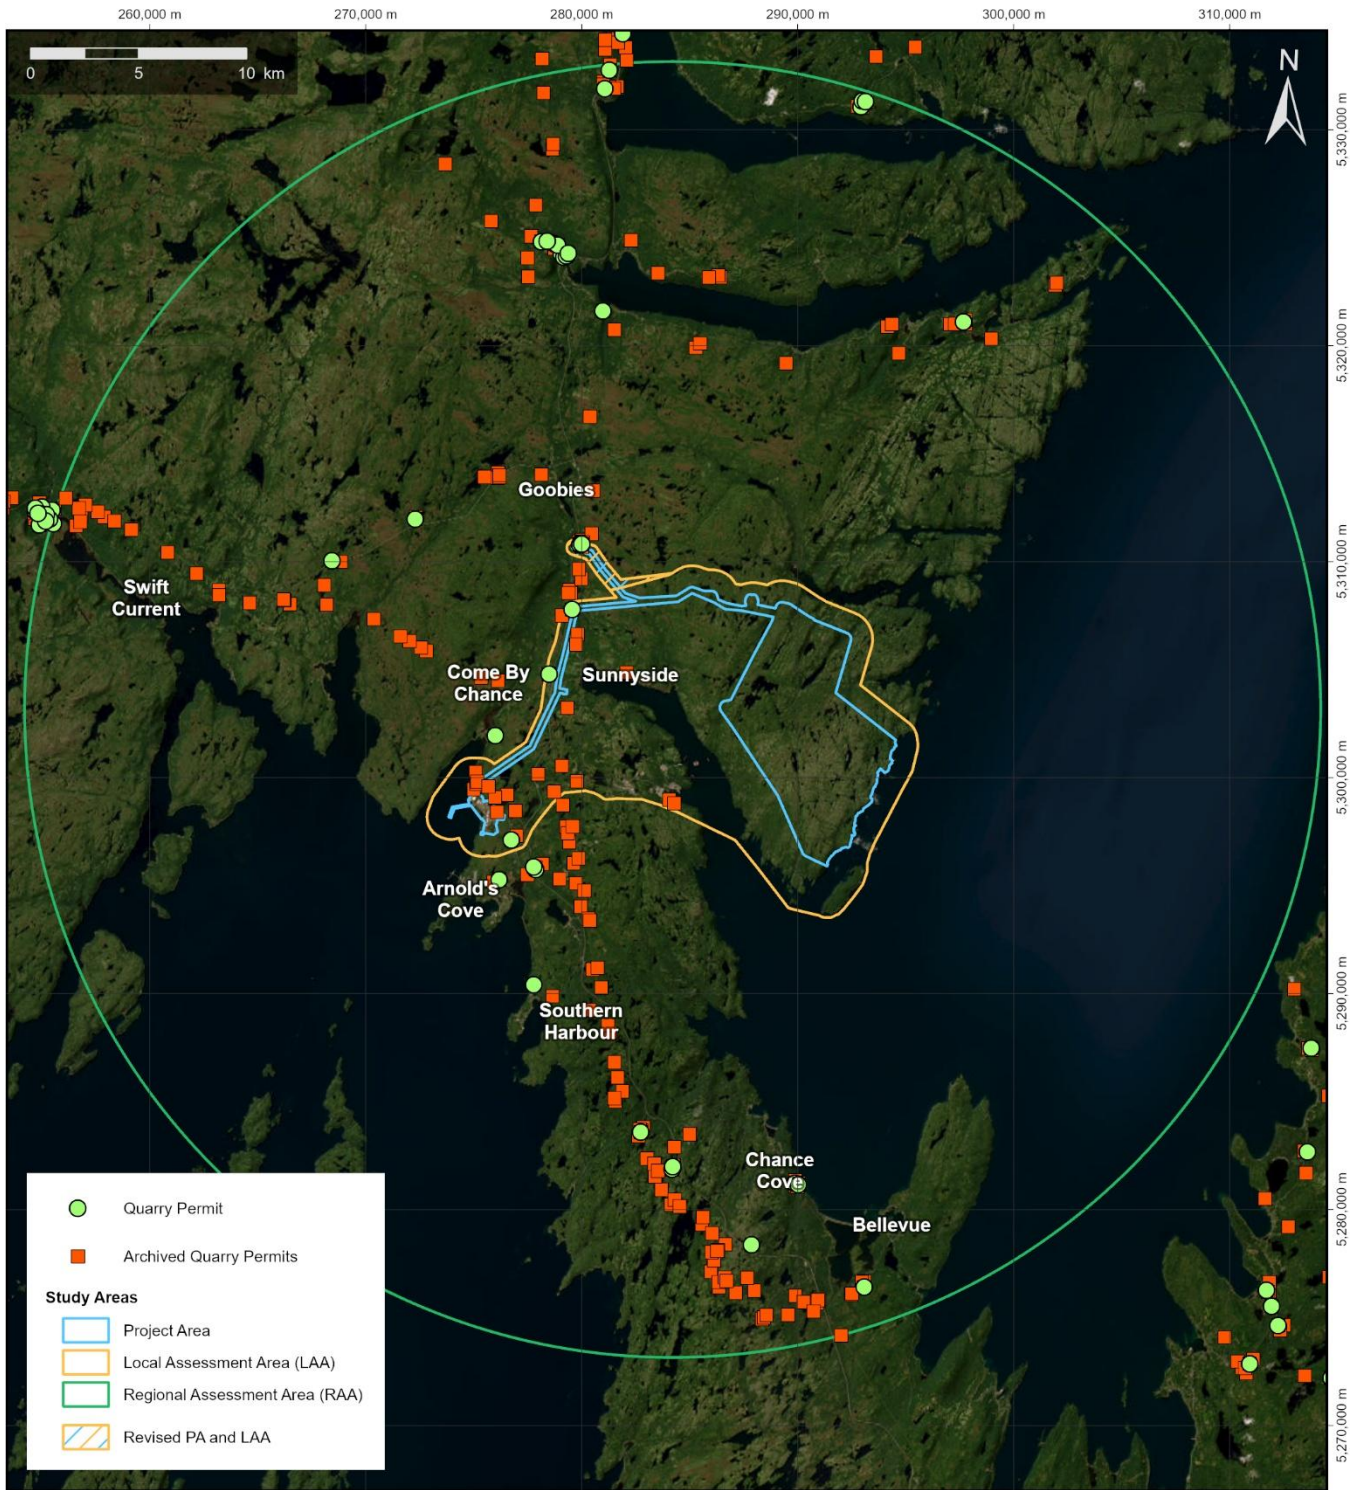 260,000 m
270,000 m
280,000 m
290,000 m
300,000 m
310,000 m
0 5 10 km
N
5,330,000 m
5,320,000 m
Goobies
5,310,000 m
Swift
Current
Come By
Chance
Sunnyside
5,300,000 m
Arnold's
Cove
5,290,000 m
Southern
Harbour
Chance
Cove
Bellevue
5,280,000 m
5,270,000 m
Quarry Permit
Archived Quarry Permits
Study Areas
Project Area
Local Assessment Area (LAA)
Regional Assessment Area (RAA)
Revised PA and LAA